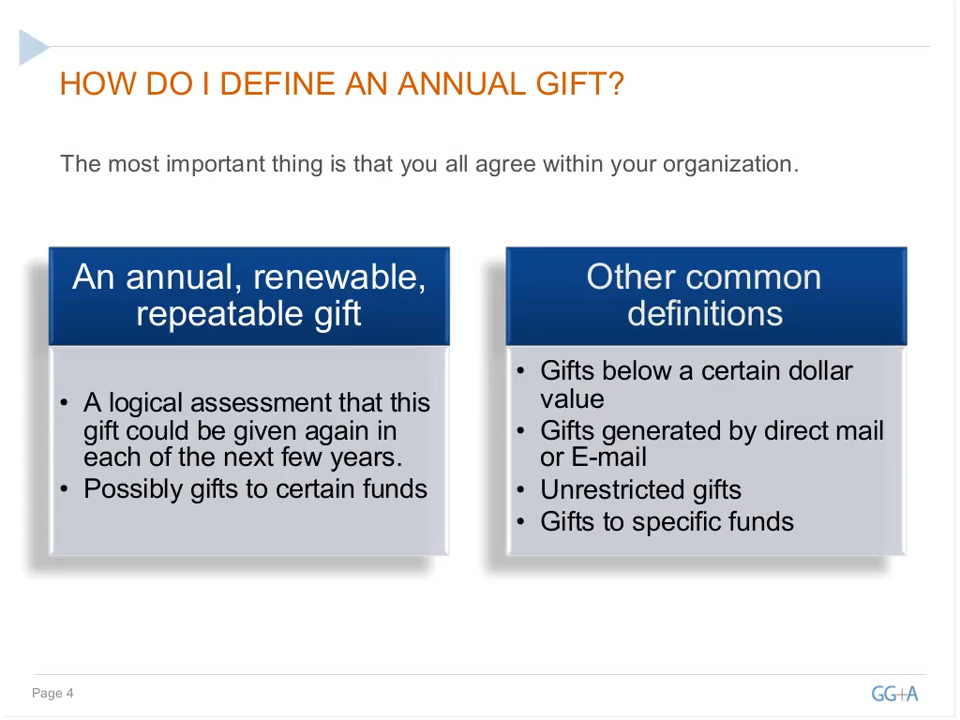 HOW DO I DEFINE AN ANNUAL GIFT?
The most important thing is that you all agree within your organization.
An annual, renewable,
repeatable gift
• A logical assessment that this
gift could be given again in
each of the next few years.
• Possibly gifts to certain funds
Other common
definitions
• Gifts below a certain dollar
value
• Gifts generated by direct mail
or E-mail
• Unrestricted gifts
• Gifts to specific funds
Page 4
GG+A